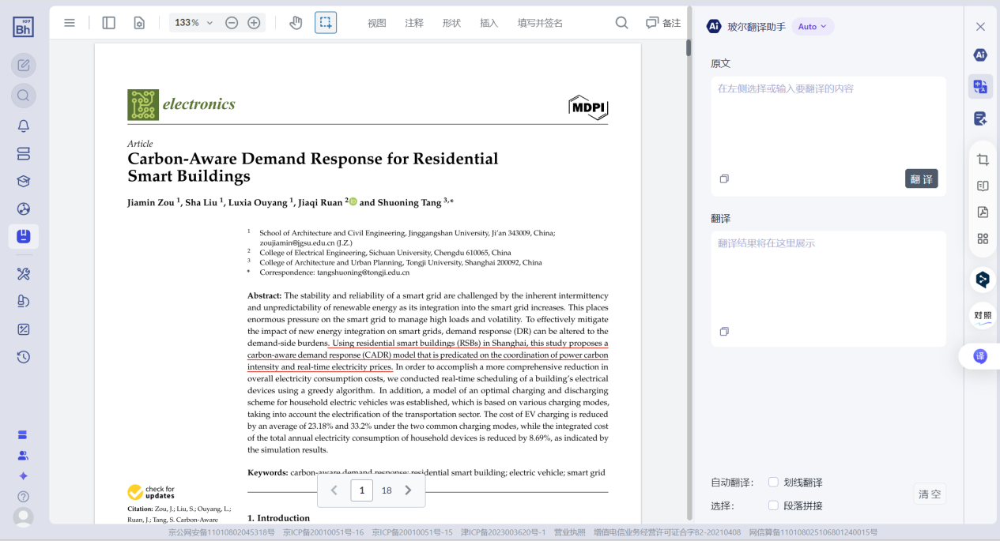 107
Bh
133%
视图
注释
形状
插入
填写并签名
备注
electronics
MDPI
Article
Carbon-Aware Demand Response for Residential
Smart Buildings
Jiamin Zou 1, Sha Liu 1, Luxia Ouyang 1, Jiaqi Ruan 2 iD and Shuoning Tang 3,*
1 School of Architecture and Civil Engineering, Jinggangshan University, Ji'an 343009, China;
zoujiamin@jgsu.edu.cn (J.Z.)
2 College of Electrical Engineering, Sichuan University, Chengdu 610065, China
3 College of Architecture and Urban Planning, Tongji University, Shanghai 200092, China
* Correspondence: tangshuoning@tongji.edu.cn
Abstract: The stability and reliability of a smart grid are challenged by the inherent intermittency
and unpredictability of renewable energy as its integration into the smart grid increases. This places
enormous pressure on the smart grid to manage high loads and volatility. To effectively mitigate
the impact of new energy integration on smart grids, demand response (DR) can be altered to the
demand-side burdens. Using residential smart buildings (RSBs) in Shanghai, this study proposes a
carbon-aware demand response (CADR) model that is predicated on the coordination of power carbon
intensity and real-time electricity prices. In order to accomplish a more comprehensive reduction in
overall electricity consumption costs, we conducted real-time scheduling of a building's electrical
devices using a greedy algorithm. In addition, a model of an optimal charging and discharging
scheme for household electric vehicles was established, which is based on various charging modes,
taking into account the electrification of the transportation sector. The cost of EV charging is reduced
by an average of 23.18% and 33.2% under the two common charging modes, while the integrated cost
of the total annual electricity consumption of household devices is reduced by 8.69%, as indicated by
the simulation results.
Keywords: carbon-aware demand response; residential smart building; electric vehicle; smart grid
check for
updates
Citation: Zou, J.; Liu, S.; Ouyang, L.;
Ruan, J.; Tang, S. Carbon-Aware
1. Introduction
1
18
Ai
玻尔翻译助手
Auto
原文
在左侧选择或输入要翻译的内容
翻译
翻译
翻译结果将在这里展示
自动翻译:
划线翻译
选择:
段落拼接
清空
Ai
中
A
对照
译
京公网安备11010802045318号 京ICP备20010051号-16 京ICP备20010051号-15 津ICP备2023003620号-1 营业执照 增值电信业务经营许可证合字B2-20210408 网信算备110108025106801240015号